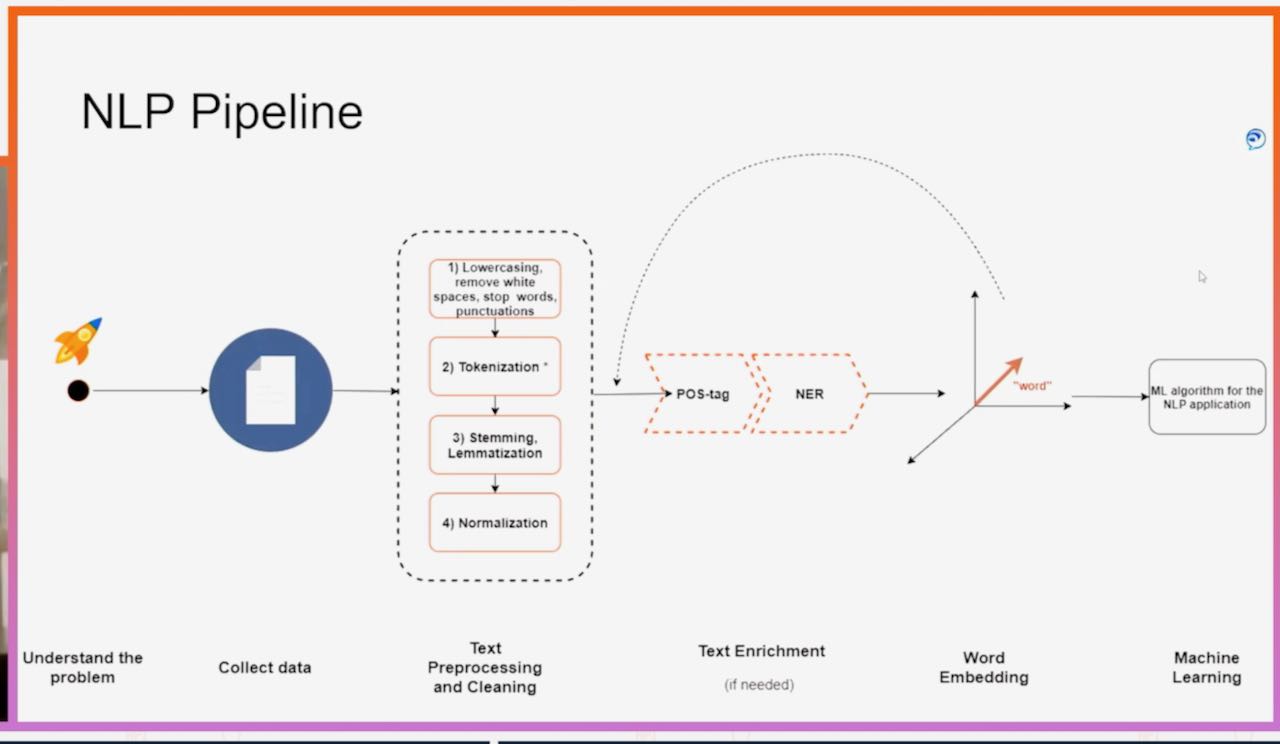 NLP Pipeline
1) Lowercasing,
remove white
spaces, stop words,
punctuations
2) Tokenization *
3) Stemming,
Lemmatization
4) Normalization
POS-tag
NER
"word"
ML algorithm for the
NLP application
Understand the
problem
Collect data
Text
Preprocessing
and Cleaning
Text Enrichment
(if needed)
Word
Embedding
Machine
Learning